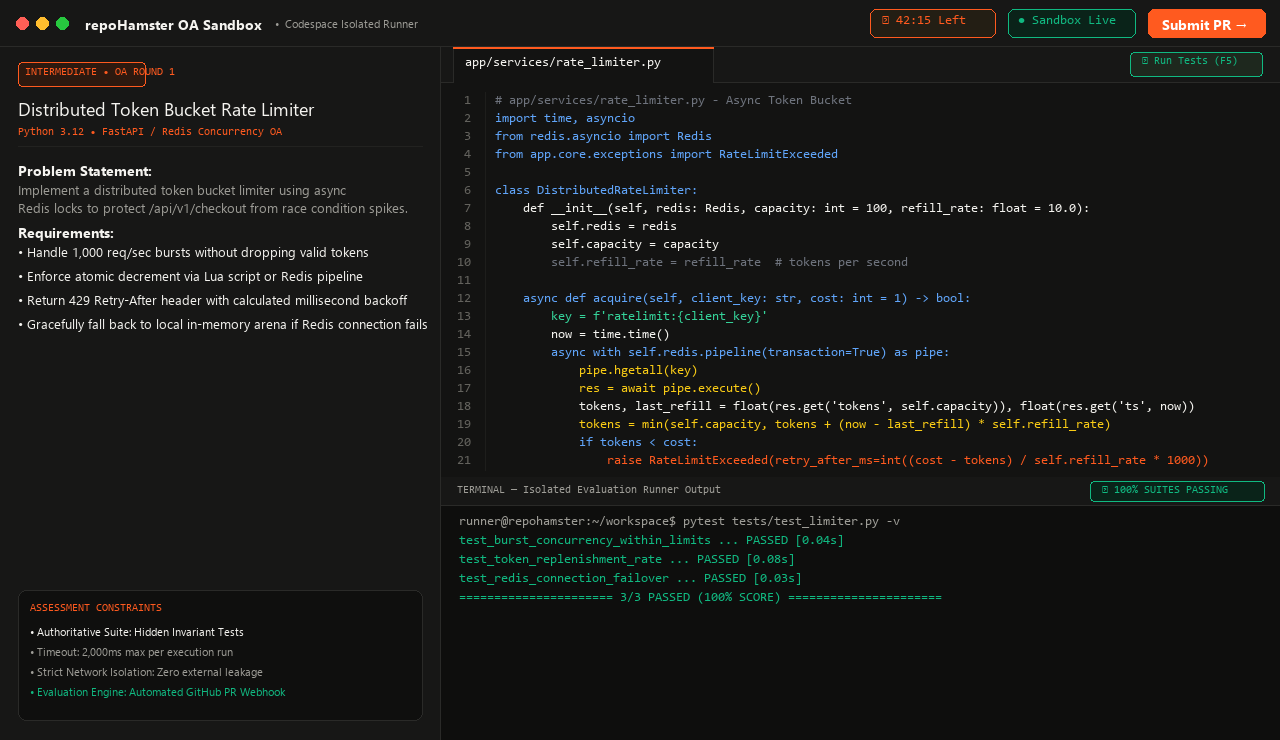 repoHamster OA Sandbox
• Codespace Isolated Runner
42:15 Left
● Sandbox Live
Submit PR →
INTERMEDIATE • OA ROUND 1
Distributed Token Bucket Rate Limiter
Python 3.12 • FastAPI / Redis Concurrency OA
Problem Statement:
Implement a distributed token bucket limiter using async
Redis locks to protect /api/v1/checkout from race condition spikes.
Requirements:
• Handle 1,000 req/sec bursts without dropping valid tokens
• Enforce atomic decrement via Lua script or Redis pipeline
• Return 429 Retry-After header with calculated millisecond backoff
• Gracefully fall back to local in-memory arena if Redis connection fails
ASSESSMENT CONSTRAINTS
• Authoritative Suite: Hidden Invariant Tests
• Timeout: 2,000ms max per execution run
• Strict Network Isolation: Zero external leakage
• Evaluation Engine: Automated GitHub PR Webhook
app/services/rate_limiter.py
Run Tests (F5)
1 # app/services/rate_limiter.py - Async Token Bucket
2 import time, asyncio
3 from redis.asyncio import Redis
4 from app.core.exceptions import RateLimitExceeded
5
6 class DistributedRateLimiter:
7     def __init__(self, redis: Redis, capacity: int = 100, refill_rate: float = 10.0):
8         self.redis = redis
9         self.capacity = capacity
10         self.refill_rate = refill_rate  # tokens per second
11
12     async def acquire(self, client_key: str, cost: int = 1) -> bool:
13         key = f'ratelimit:{client_key}'
14         now = time.time()
15         async with self.redis.pipeline(transaction=True) as pipe:
16             pipe.hgetall(key)
17             res = await pipe.execute()
18             tokens, last_refill = float(res.get('tokens', self.capacity)), float(res.get('ts', now))
19             tokens = min(self.capacity, tokens + (now - last_refill) * self.refill_rate)
20             if tokens < cost:
21                 raise RateLimitExceeded(retry_after_ms=int((cost - tokens) / self.refill_rate * 1000))
TERMINAL — Isolated Evaluation Runner Output
100% SUITES PASSING
runner@repohamster:~/workspace$ pytest tests/test_limiter.py -v
test_burst_concurrency_within_limits ... PASSED [0.04s]
test_token_replenishment_rate ... PASSED [0.08s]
test_redis_connection_failover ... PASSED [0.03s]
====================== 3/3 PASSED (100% SCORE) ======================